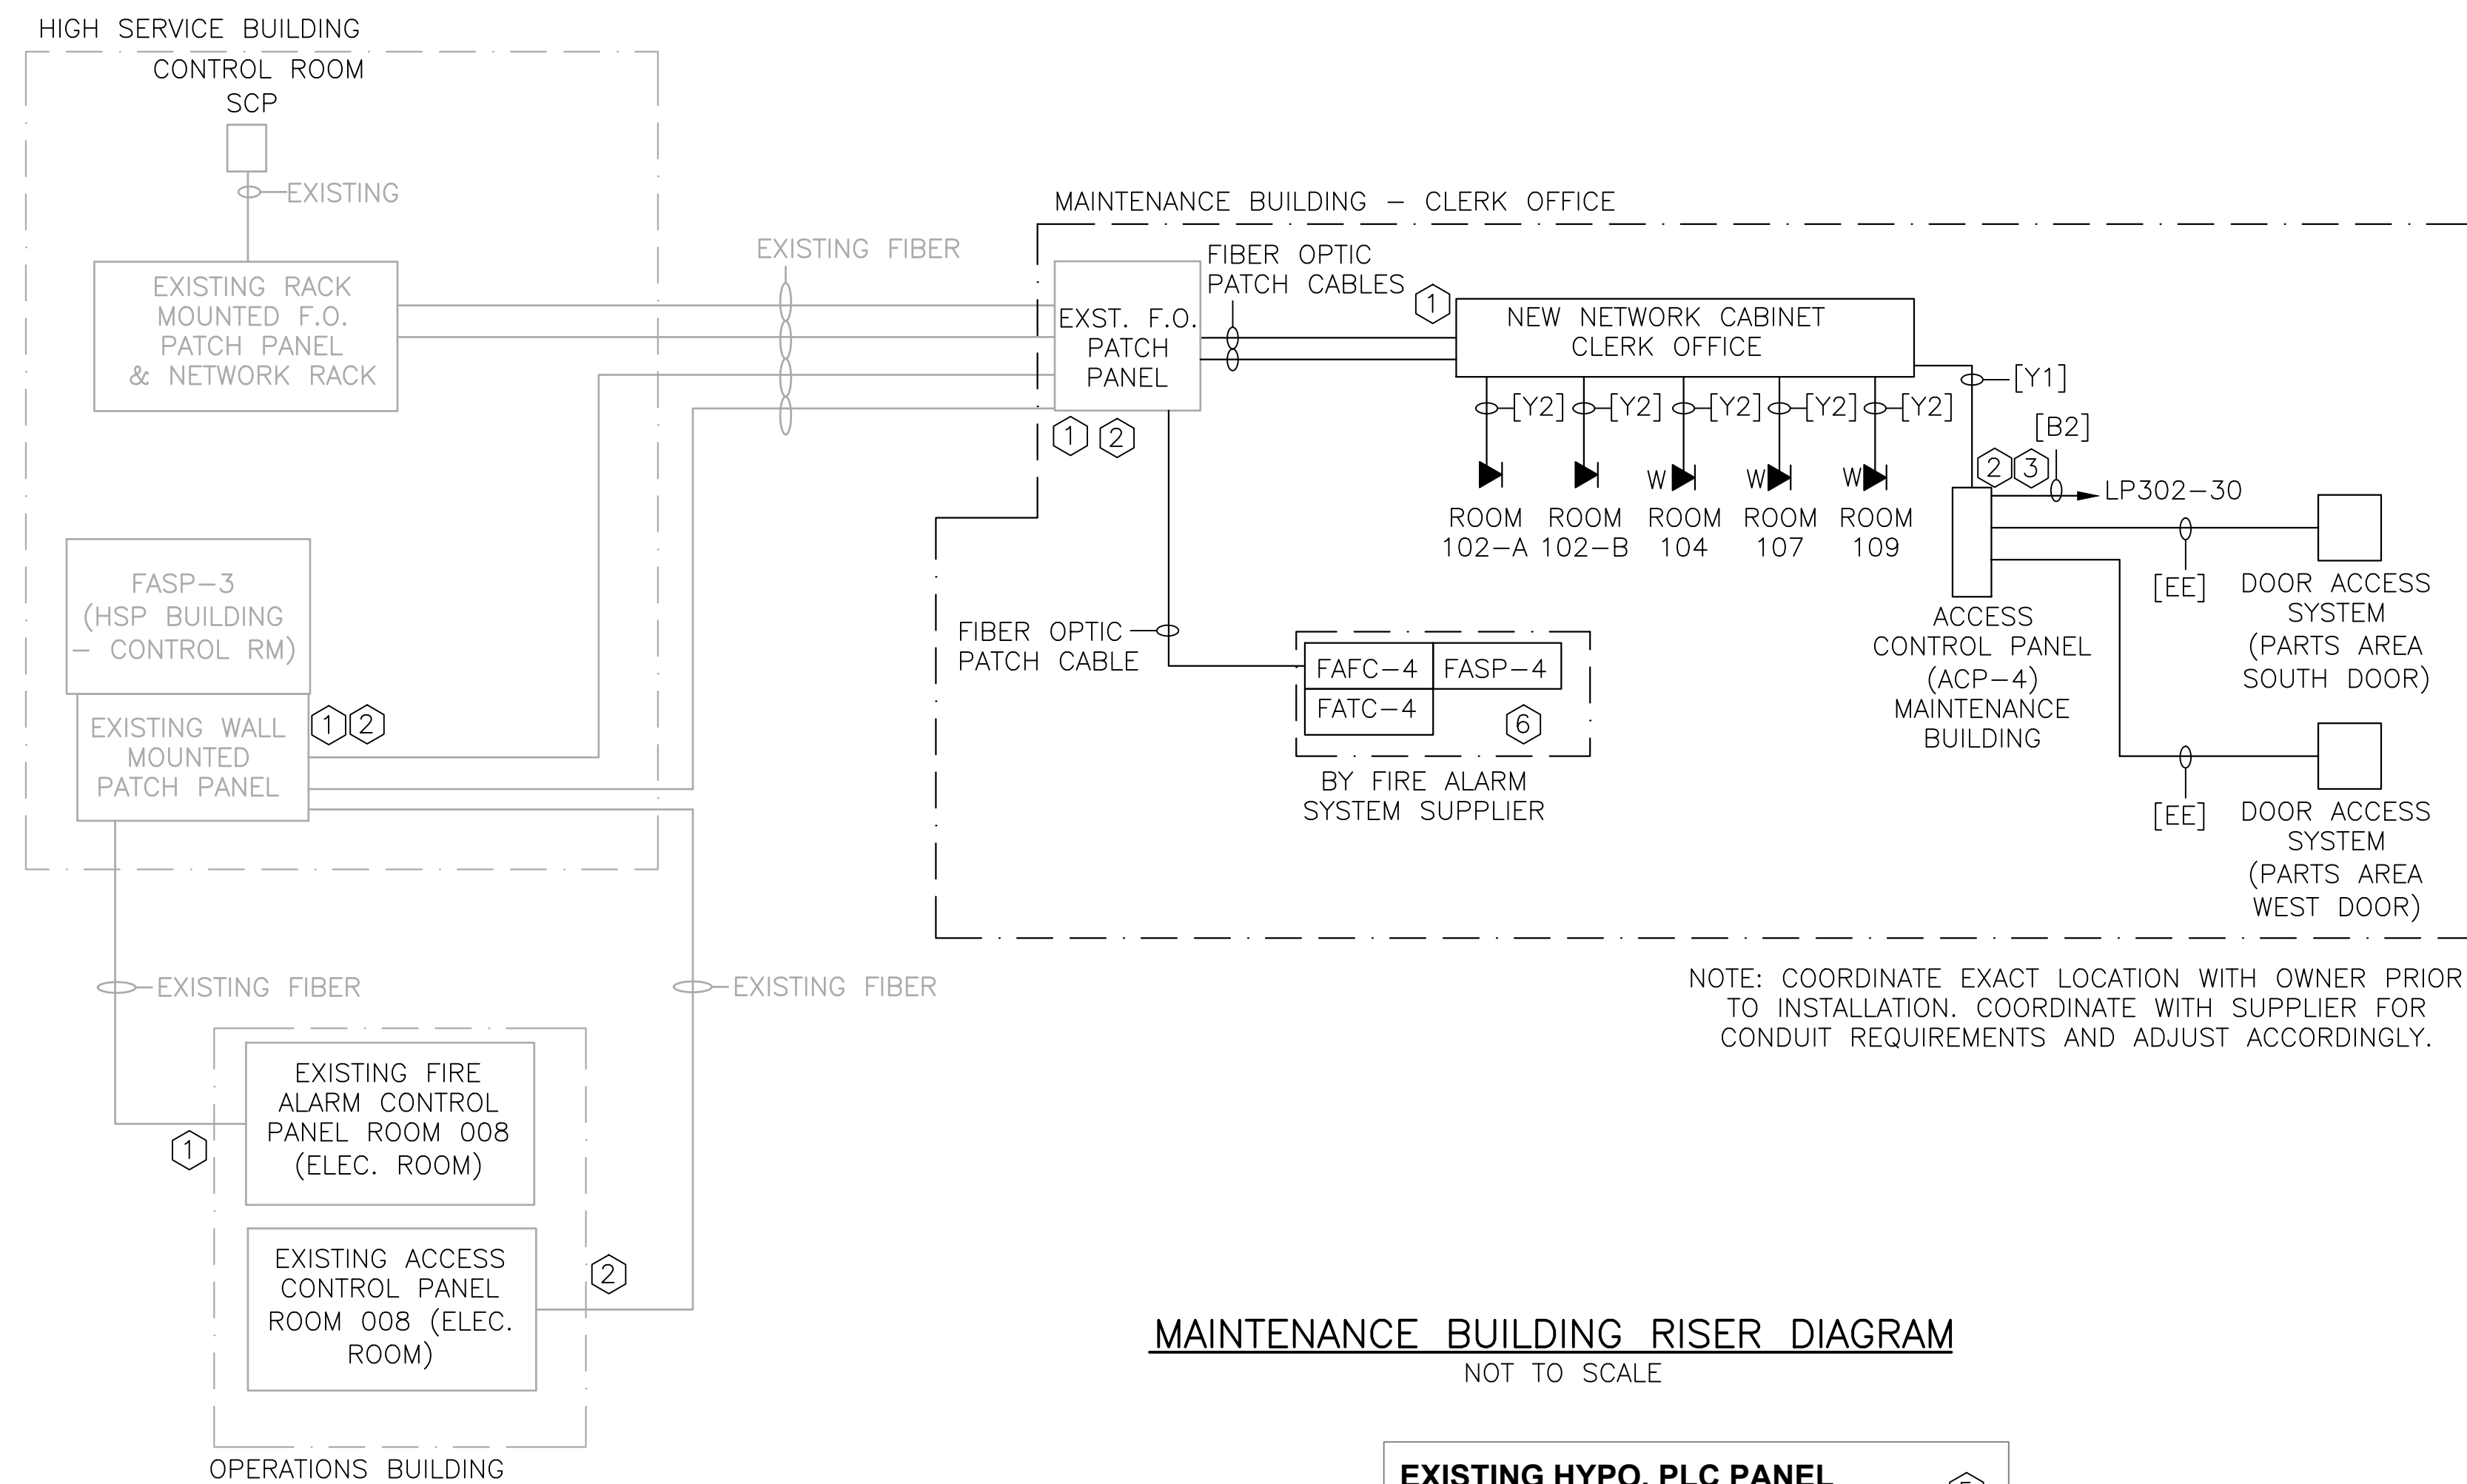 HIGH SERVICE BUILDING
CONTROL ROOM
SCP
EXISTING
EXISTING RACK
MOUNTED F.O.
PATCH PANEL
& NETWORK RACK
EXISTING FIBER
FASP-3
(HSP BUILDING
- CONTROL RM)
EXISTING WALL
MOUNTED
PATCH PANEL
1
2
EXISTING FIBER
EXISTING FIBER
EXISTING FIRE
ALARM CONTROL
PANEL ROOM 008
(ELEC. ROOM)
1
EXISTING ACCESS
CONTROL PANEL
ROOM 008 (ELEC.
ROOM)
2
OPERATIONS BUILDING
MAINTENANCE BUILDING - CLERK OFFICE
EXST. F.O.
PATCH
PANEL
1
2
FIBER OPTIC
PATCH CABLES
1
NEW NETWORK CABINET
CLERK OFFICE
[Y2]
[Y2]
[Y2]
[Y2]
[Y2]
[Y1]
[B2]
W
W
W
ROOM
102-A
ROOM
102-B
ROOM
104
ROOM
107
ROOM
109
2
3
LP302-30
ACCESS
CONTROL PANEL
(ACP-4)
MAINTENANCE
BUILDING
[EE]
DOOR ACCESS
SYSTEM
(PARTS AREA
SOUTH DOOR)
[EE]
DOOR ACCESS
SYSTEM
(PARTS AREA
WEST DOOR)
FIBER OPTIC
PATCH CABLE
FAFC-4
FASP-4
FATC-4
6
BY FIRE ALARM
SYSTEM SUPPLIER
NOTE: COORDINATE EXACT LOCATION WITH OWNER PRIOR
TO INSTALLATION. COORDINATE WITH SUPPLIER FOR
CONDUIT REQUIREMENTS AND ADJUST ACCORDINGLY.
MAINTENANCE BUILDING RISER DIAGRAM
NOT TO SCALE
EXISTING HYPO. PLC PANEL
5